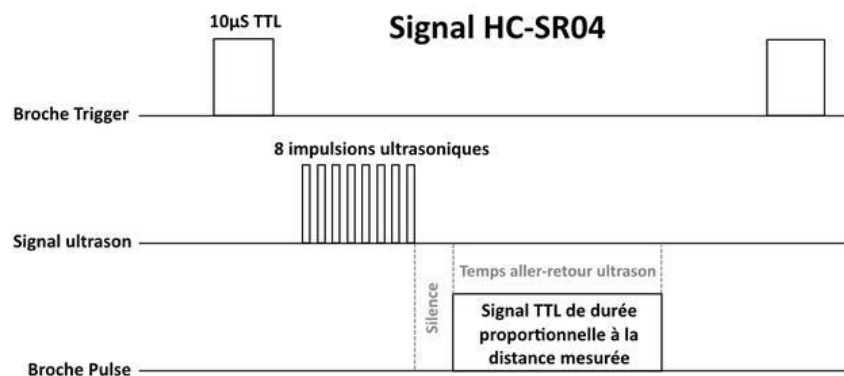 Signal HC-SR04
10µS TTL
Broche Trigger
8 impulsions ultrasoniques
Signal ultrason
Silence
Temps aller-retour ultrason
Signal TTL de durée
proportionnelle à la
distance mesurée
Broche Pulse